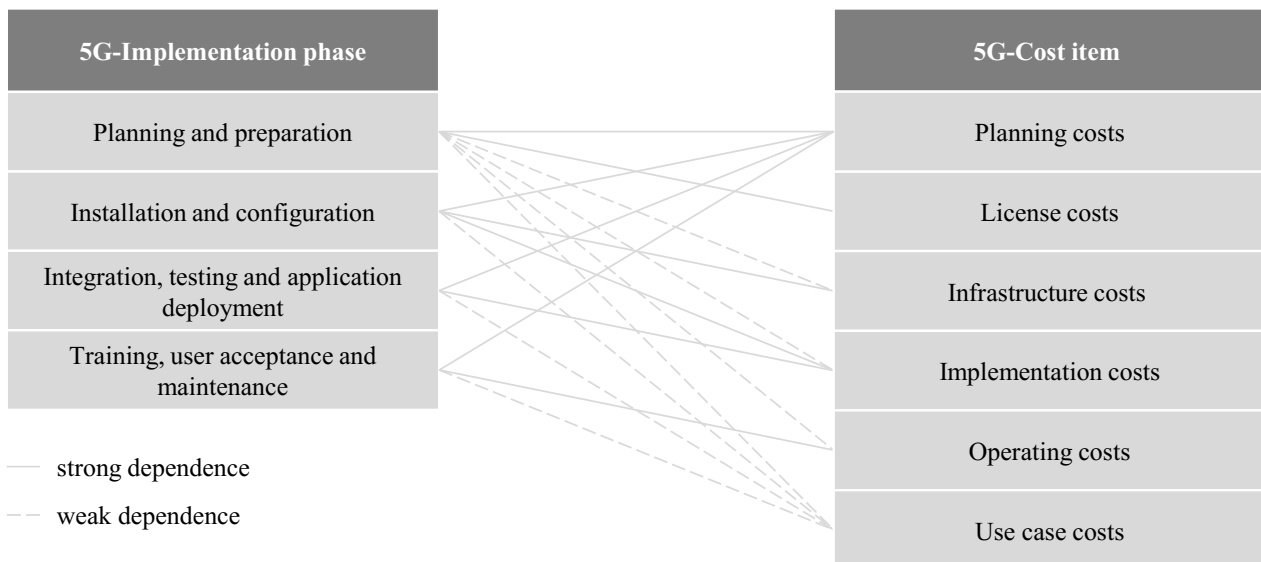 5G-Implementation phase
Planning and preparation
Installation and configuration
Integration, testing and application
deployment
Training, user acceptance and
maintenance
strong dependence
weak dependence
5G-Cost item
Planning costs
License costs
Infrastructure costs
Implementation costs
Operating costs
Use case costs